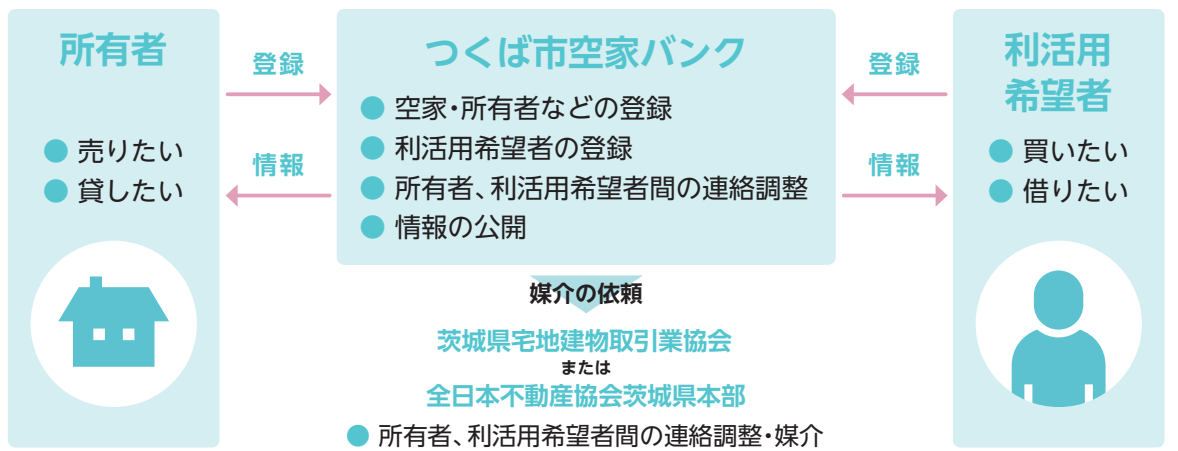 所有者
● 売りたい
● 貸したい
登録
情報
つくば市空家バンク
● 空家・所有者などの登録
● 利活用希望者の登録
● 所有者、利活用希望者間の連絡調整
● 情報の公開
登録
情報
利活用
希望者
● 買いたい
● 借りたい
媒介の依頼
茨城県宅地建物取引業協会
または
全日本不動産協会茨城県本部
● 所有者、利活用希望者間の連絡調整・媒介